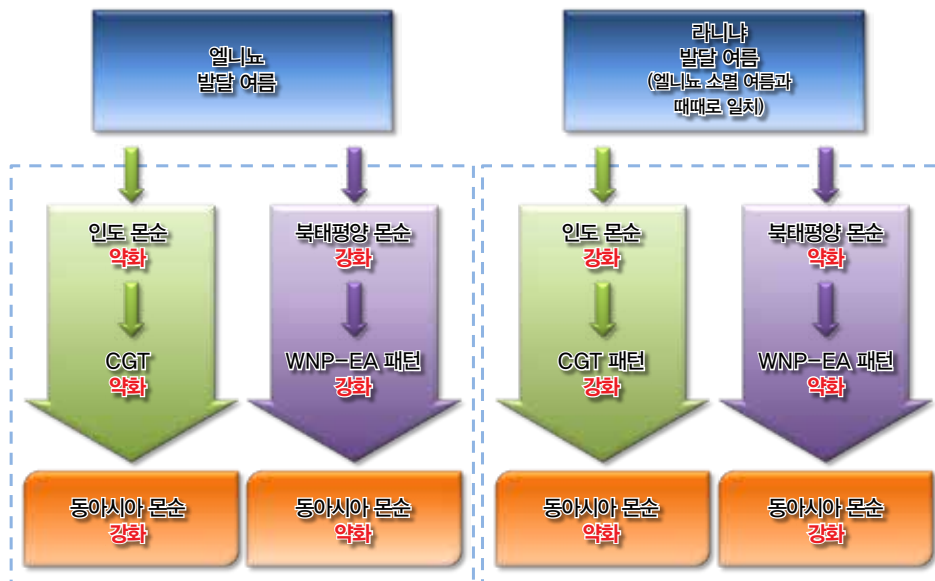 엘니뇨
발달 여름
라니냐
발달 여름
(엘니뇨 소멸 여름과
때때로 일치)
인도 몬순
약화
CGT
약화
북태평양 몬순
강화
WNP-EA 패턴
강화
인도 몬순
강화
CGT 패턴
강화
북태평양 몬순
약화
WNP-EA 패턴
약화
동아시아 몬순
강화
동아시아 몬순
약화
동아시아 몬순
약화
동아시아 몬순
강화